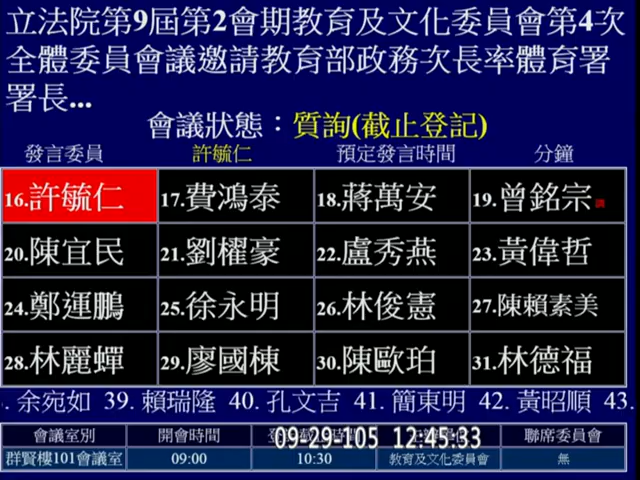 立法院第9屆第2會期教育及文化委員會第4次
全體委員會議邀請教育部政務次長率體育署
署長...
會議狀態：質詢(截止登記)
發言委員 許毓仁 預定發言時間 分鐘
16.許毓仁 17.費鴻泰 18.蔣萬安 19.曾銘宗
20.陳宜民 21.劉櫂豪 22.盧秀燕 23.黃偉哲
24.鄭運鵬 25.徐永明 26.林俊憲 27.陳賴素美
28.林麗蟬 29.廖國棟 30.陳歐珀 31.林德福
. 余宛如 39. 賴瑞隆 40. 孔文吉 41. 簡東明 42. 黃昭順 43.
會議室別 開會時間 聯席委員會
09-29-105 12:45:33
群賢樓101會議室 09:00 10:30 教育及文化委員會 無